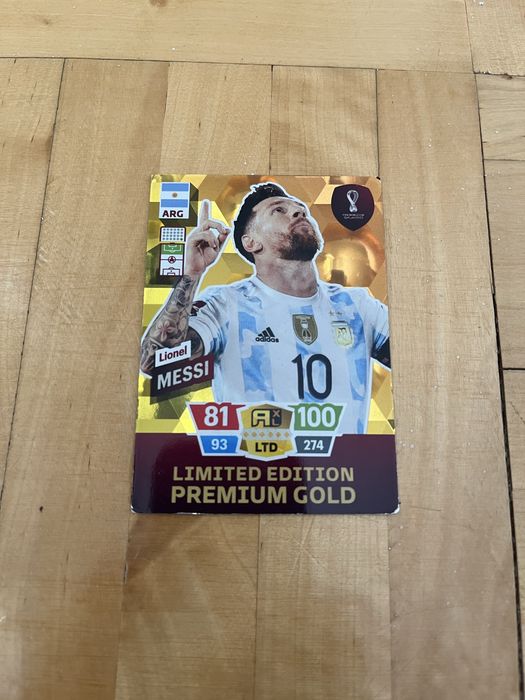 ARG
adidas
10
Lionel
MESSI
81
100
93
LTD
274
LIMITED EDITION
PREMIUM GOLD